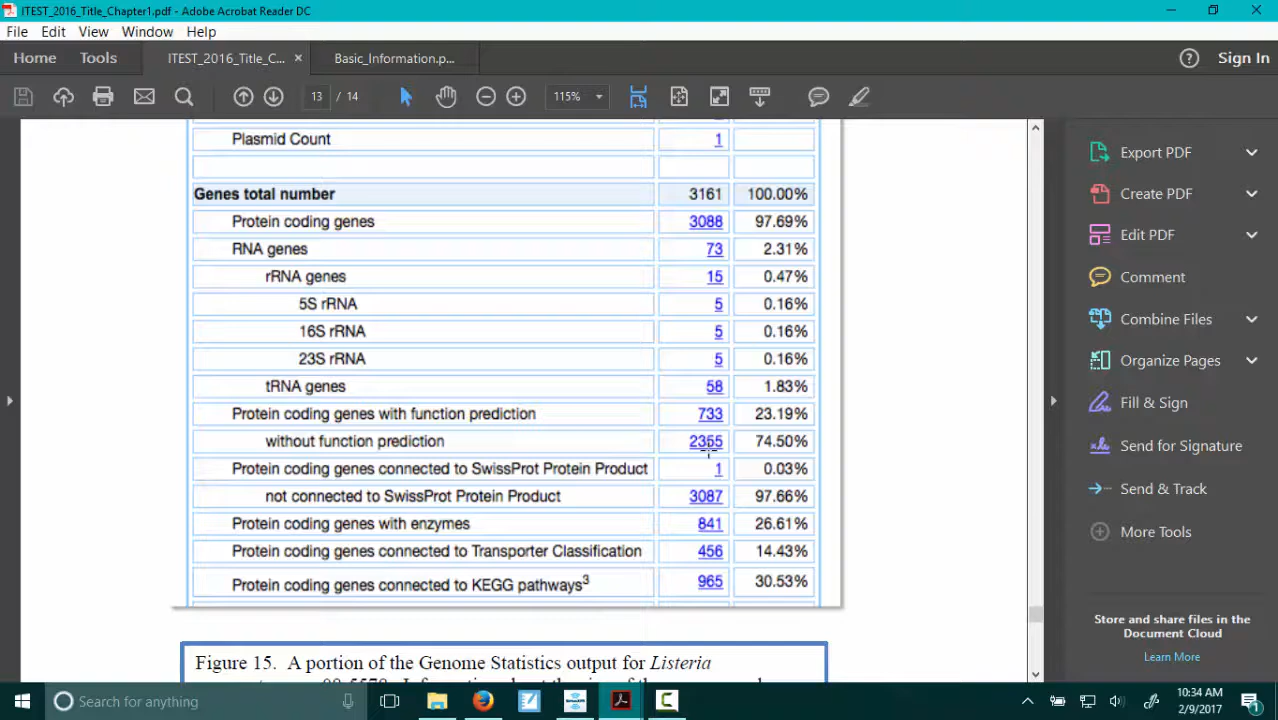 ITEST_2016_Title_Chapter1.pdf - Adobe Acrobat Reader DC
File Edit View Window Help
Home Tools ITEST_2016_Title_C... × Basic_Information.p... Sign In
13 / 14 115%
Plasmid Count 1
Genes total number 3161 100.00%
Protein coding genes 3088 97.69%
RNA genes 73 2.31%
rRNA genes 15 0.47%
5S rRNA 5 0.16%
16S rRNA 5 0.16%
23S rRNA 5 0.16%
tRNA genes 58 1.83%
Protein coding genes with function prediction 733 23.19%
without function prediction 2355 74.50%
Protein coding genes connected to SwissProt Protein Product 1 0.03%
not connected to SwissProt Protein Product 3087 97.66%
Protein coding genes with enzymes 841 26.61%
Protein coding genes connected to Transporter Classification 456 14.43%
Protein coding genes connected to KEGG pathways3 965 30.53%
Figure 15. A portion of the Genome Statistics output for Listeria
Export PDF
Create PDF
Edit PDF
Comment
Combine Files
Organize Pages
Fill & Sign
Send for Signature
Send & Track
More Tools
Store and share files in the
Document Cloud
Learn More
Search for anything
10:34 AM
2/9/2017